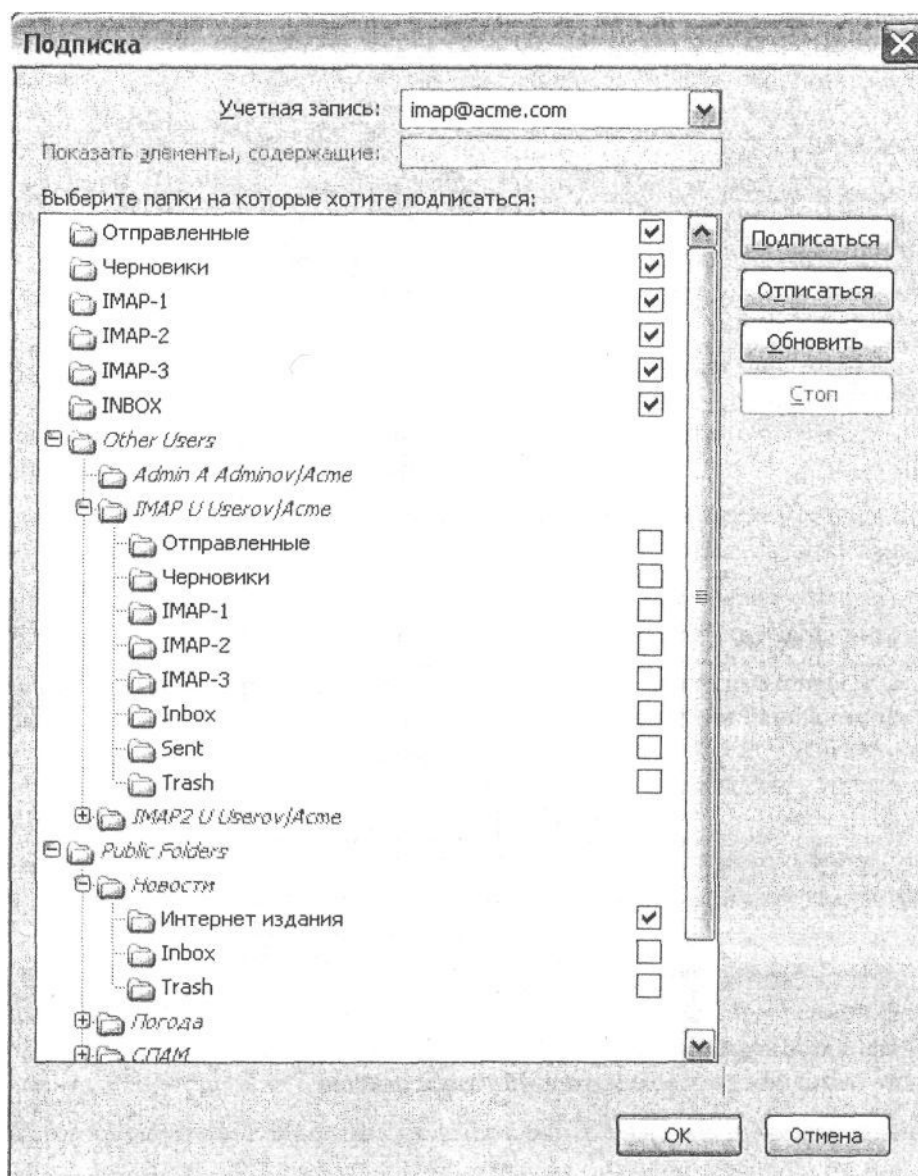 Подписка
Учетная запись: imap@acme.com
Показать элементы, содержащие:
Выберите папки на которые хотите подписаться:
Отправленные
Черновики
IMAP-1
IMAP-2
IMAP-3
INBOX
Other Users
Admin A Adminov/Acme
IMAP U Userov/Acme
Отправленные
Черновики
IMAP-1
IMAP-2
IMAP-3
Inbox
Sent
Trash
IMAP2 U Userov/Acme
Public Folders
Новости
Интернет издания
Inbox
Trash
Погода
СПАМ
Подписаться
Отписаться
Обновить
Стоп
OK
Отмена